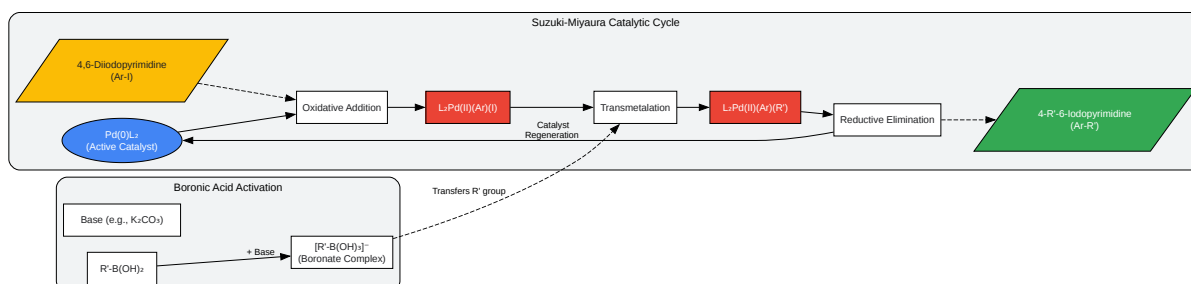 Suzuki-Miyaura Catalytic Cycle
4,6-Diiodopyrimidine
(Ar-I)
Oxidative Addition
L₂Pd(II)(Ar)(I)
Transmetalation
L₂Pd(II)(Ar)(R')
Reductive Elimination
4-R'-6-Iodopyrimidine
(Ar-R')
Pd(0)L₂
(Active Catalyst)
Catalyst
Regeneration
Boronic Acid Activation
Transfers R' group
Base (e.g., K₂CO₃)
+ Base
[R'-B(OH)₃]⁻
(Boronate Complex)
R'-B(OH)₂